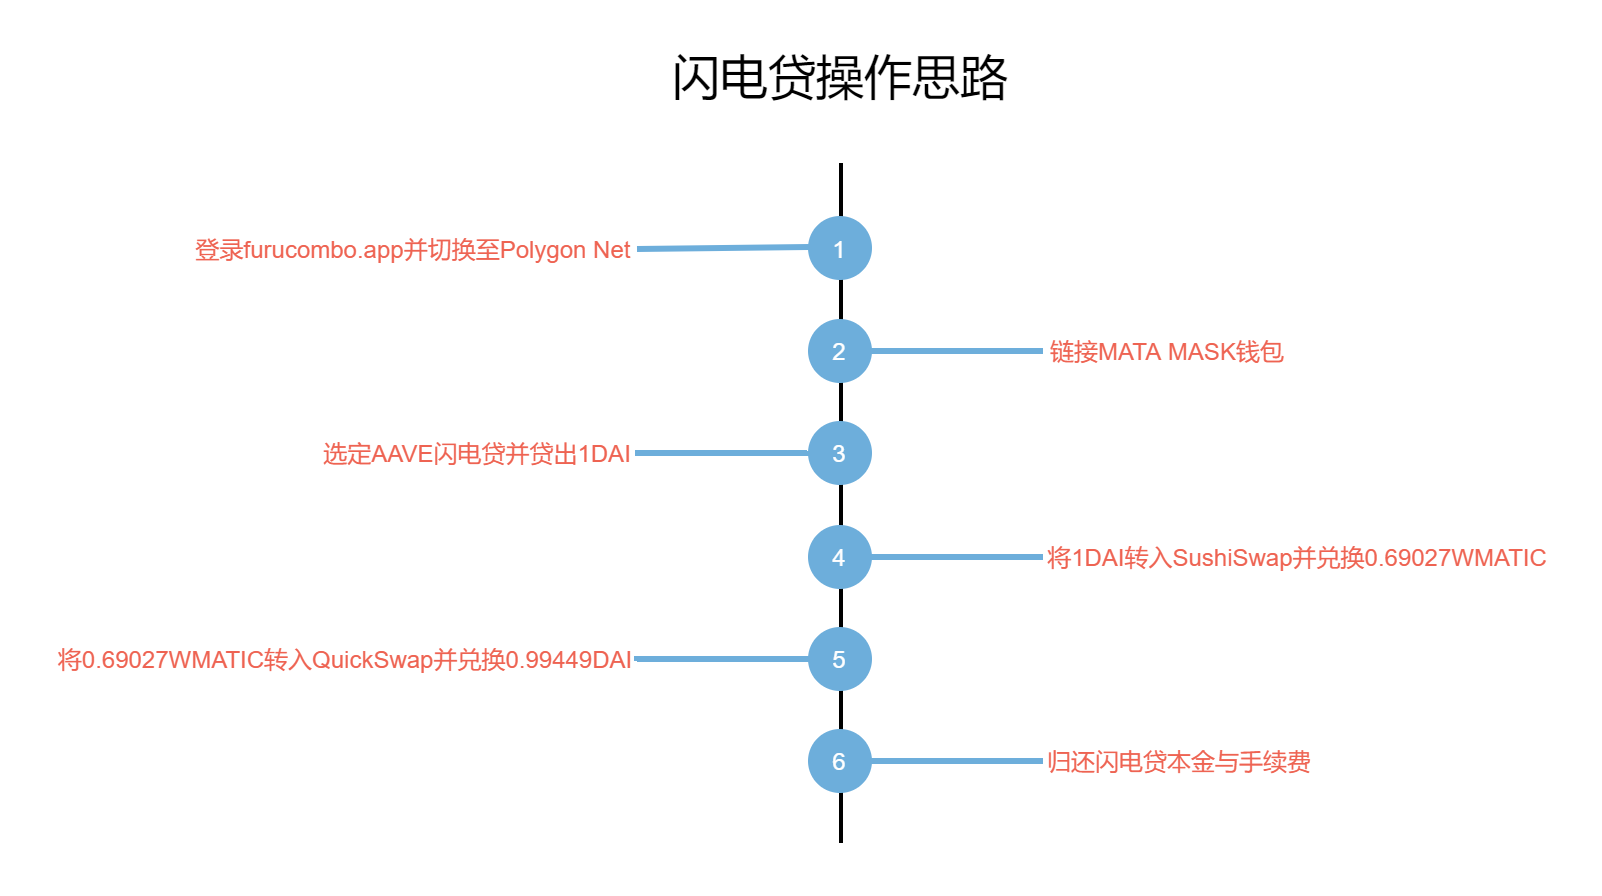 闪电贷操作思路
1
登录furucombo.app并切换至Polygon Net
2
链接MATA MASK钱包
3
选定AAVE闪电贷并贷出1DAI
4
将1DAI转入SushiSwap并兑换0.69027WMATIC
5
将0.69027WMATIC转入QuickSwap并兑换0.99449DAI
6
归还闪电贷本金与手续费